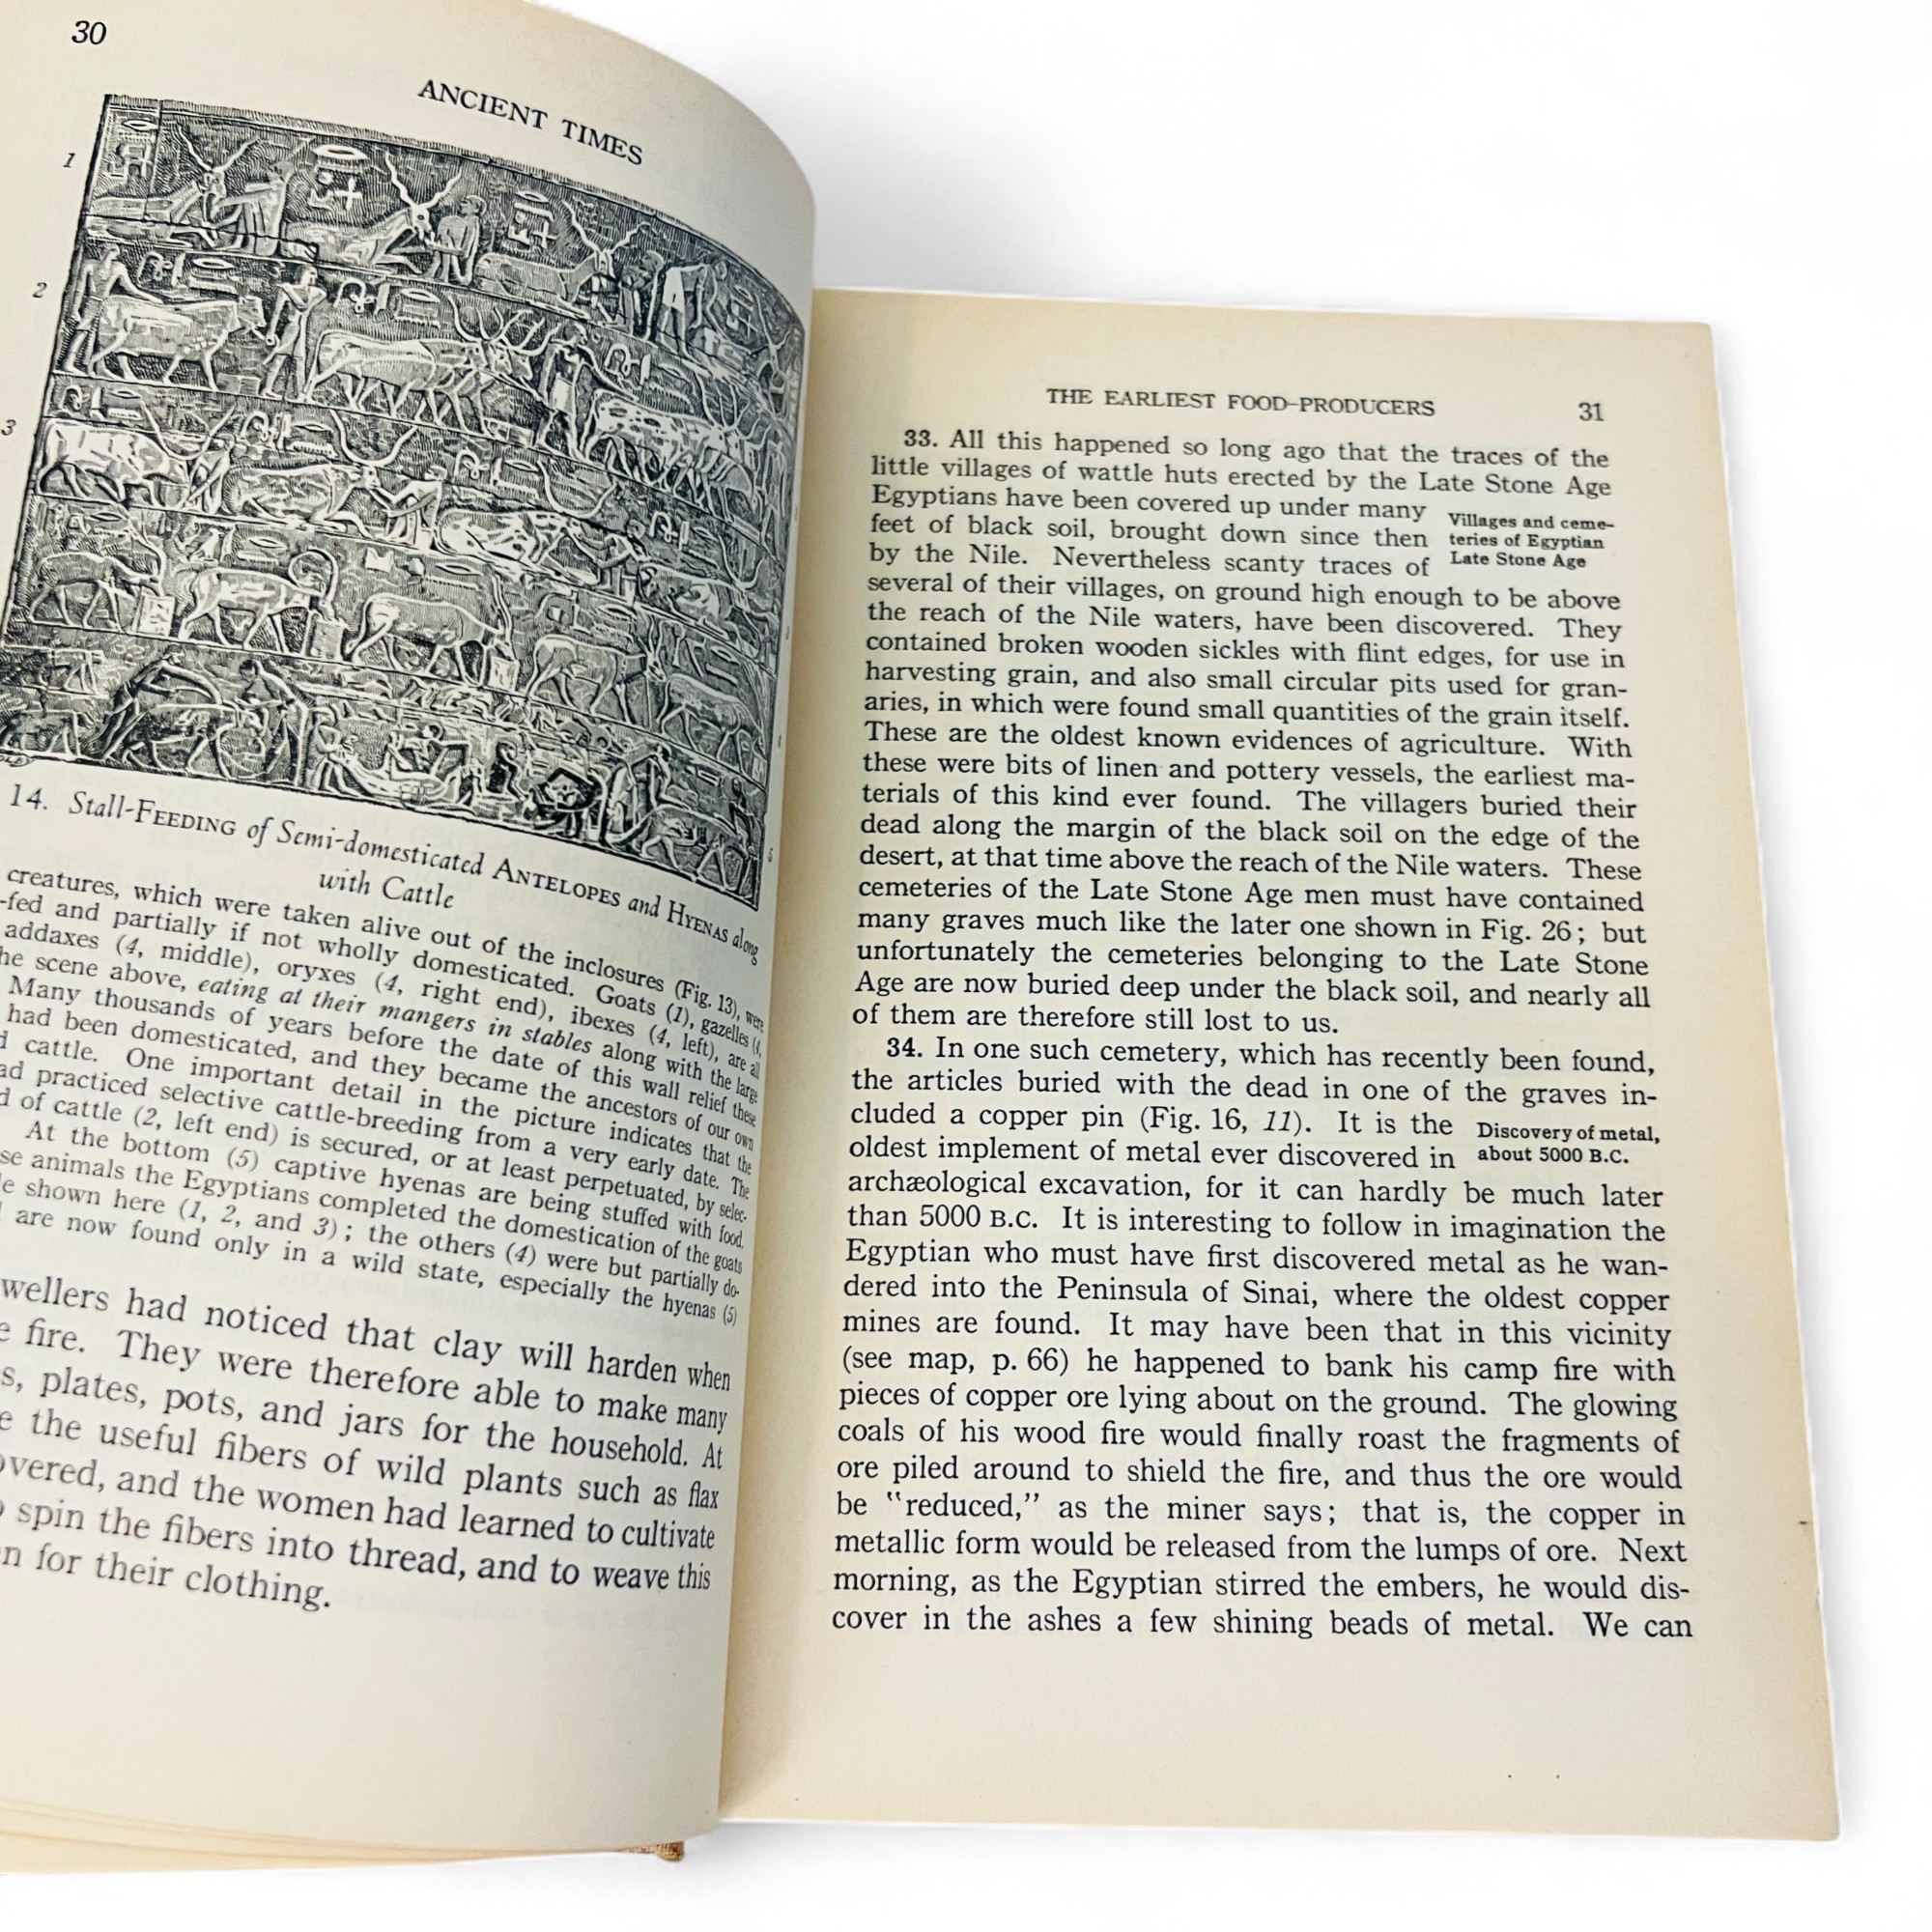 30
ANCIENT TIMES
1
2
3
14. Stall-FEEDING of Semi-domesticated ANTELOPES and HYENAS along
with Cattle
creatures, which were taken alive out of the inclosures (Fig. 13), were
-fed and partially if not wholly domesticated. Goats (1), gazelles (4,
addaxes (4, middle), oryxes (4, right end), ibexes (4, left), are all
he scene above, eating at their mangers in stables along with the large
Many thousands of years before the date of this wall relief these
had been domesticated, and they became the ancestors of our own
d cattle. One important detail in the picture indicates that the
ad practiced selective cattle-breeding from a very early date. The
d of cattle (2, left end) is secured, or at least perpetuated, by selec-
At the bottom (5) captive hyenas are being stuffed with food.
se animals the Egyptians completed the domestication of the goats
le shown here (1, 2, and 3); the others (4) were but partially do-
are now found only in a wild state, especially the hyenas (5)
wellers had noticed that clay will harden when
e fire. They were therefore able to make many
s, plates, pots, and jars for the household. At
e the useful fibers of wild plants such as flax
overed, and the women had learned to cultivate
spin the fibers into thread, and to weave this
n for their clothing.
THE EARLIEST FOOD-PRODUCERS 31
33. All this happened so long ago that the traces of the
little villages of wattle huts erected by the Late Stone Age
Egyptians have been covered up under many
feet of black soil, brought down since then
by the Nile. Nevertheless scanty traces of
Villages and ceme-
teries of Egyptian
Late Stone Age
several of their villages, on ground high enough to be above
the reach of the Nile waters, have been discovered. They
contained broken wooden sickles with flint edges, for use in
harvesting grain, and also small circular pits used for gran-
aries, in which were found small quantities of the grain itself.
These are the oldest known evidences of agriculture. With
these were bits of linen and pottery vessels, the earliest ma-
terials of this kind ever found. The villagers buried their
dead along the margin of the black soil on the edge of the
desert, at that time above the reach of the Nile waters. These
cemeteries of the Late Stone Age men must have contained
many graves much like the later one shown in Fig. 26; but
unfortunately the cemeteries belonging to the Late Stone
Age are now buried deep under the black soil, and nearly all
of them are therefore still lost to us.
34. In one such cemetery, which has recently been found,
the articles buried with the dead in one of the graves in-
cluded a copper pin (Fig. 16, 11). It is the
oldest implement of metal ever discovered in
Discovery of metal,
about 5000 B.C.
archæological excavation, for it can hardly be much later
than 5000 B.C. It is interesting to follow in imagination the
Egyptian who must have first discovered metal as he wan-
dered into the Peninsula of Sinai, where the oldest copper
mines are found. It may have been that in this vicinity
(see map, p. 66) he happened to bank his camp fire with
pieces of copper ore lying about on the ground. The glowing
coals of his wood fire would finally roast the fragments of
ore piled around to shield the fire, and thus the ore would
be "reduced," as the miner says; that is, the copper in
metallic form would be released from the lumps of ore. Next
morning, as the Egyptian stirred the embers, he would dis-
cover in the ashes a few shining beads of metal. We can